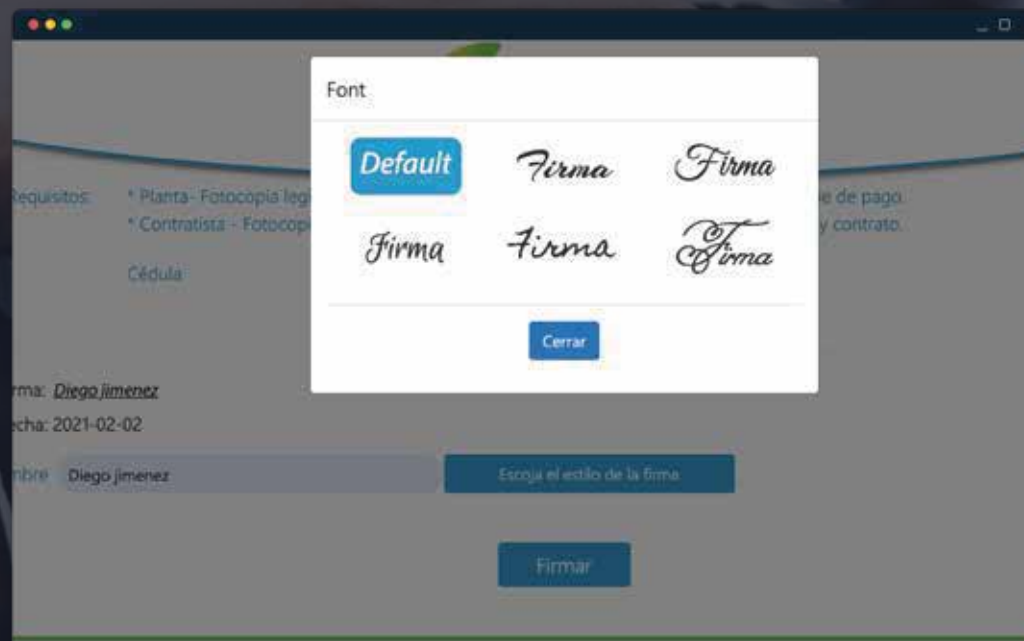 Font
Default
Firma
Firma
Firma
Firma
Firma
Cerrar
Requisitos: * Planta- Fotocopia legi
e de pago.
* Contratista - Fotocop
y contrato.
Cédula
rma: Diego jimenez
echa: 2021-02-02
mbre Diego jimenez
Escoja el estilo de la firma
Firmar